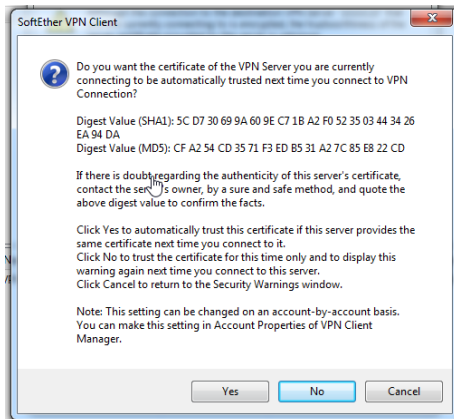 SoftEther VPN Client
Do you want the certificate of the VPN Server you are currently
connecting to be automatically trusted next time you connect to VPN
Connection?
Digest Value (SHA1): 5C D7 30 69 9A 60 9E C7 1B A2 F0 52 35 03 44 34 26
EA 94 DA
Digest Value (MD5): CF A2 54 CD 35 71 F3 ED B5 31 A2 7C 85 E8 22 CD
If there is doubt regarding the authenticity of this server's certificate,
contact the server's owner, by a sure and safe method, and quote the
above digest value to confirm the facts.
Click Yes to automatically trust this certificate if this server provides the
same certificate next time you connect to it.
Click No to trust the certificate for this time only and to display this
warning again next time you connect to this server.
Click Cancel to return to the Security Warnings window.
Note: This setting can be changed on an account-by-account basis.
You can make this setting in Account Properties of VPN Client
Manager.
Yes No Cancel